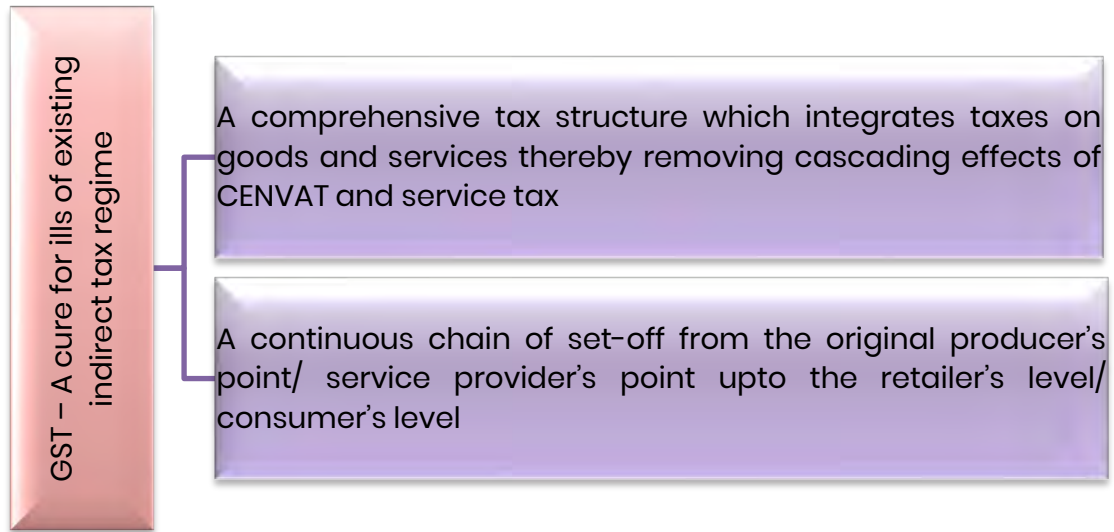 GST – A cure for ills of existing
indirect tax regime
A comprehensive tax structure which integrates taxes on
goods and services thereby removing cascading effects of
CENVAT and service tax
A continuous chain of set-off from the original producer's
point/ service provider's point upto the retailer's level/
consumer's level